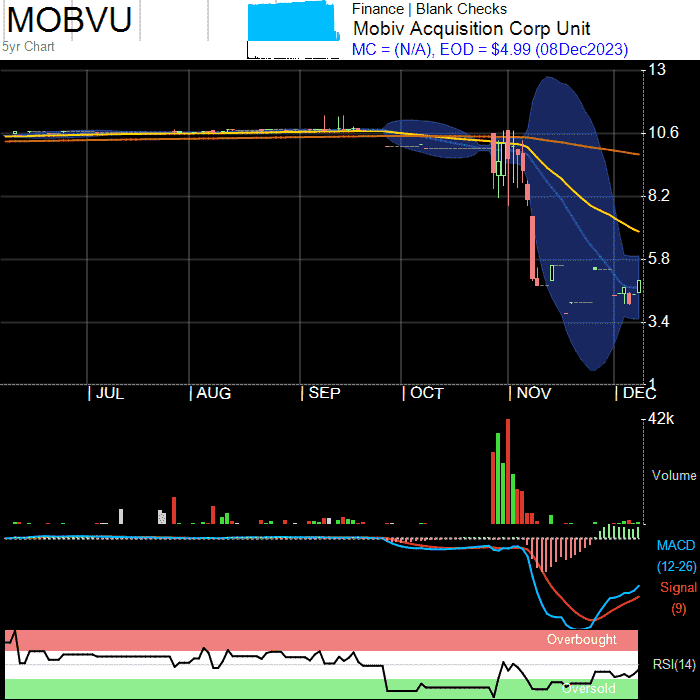 MOBVU
5yr Chart
Finance | Blank Checks
Mobiv Acquisition Corp Unit
MC = (N/A), EOD = $4.99 (08Dec2023)
13
10.6
8.2
5.8
3.4
1
JUL AUG SEP OCT NOV DEC
42k
Volume
MACD
(12-26)
Signal
(9)
Overbought
RSI(14)
Oversold